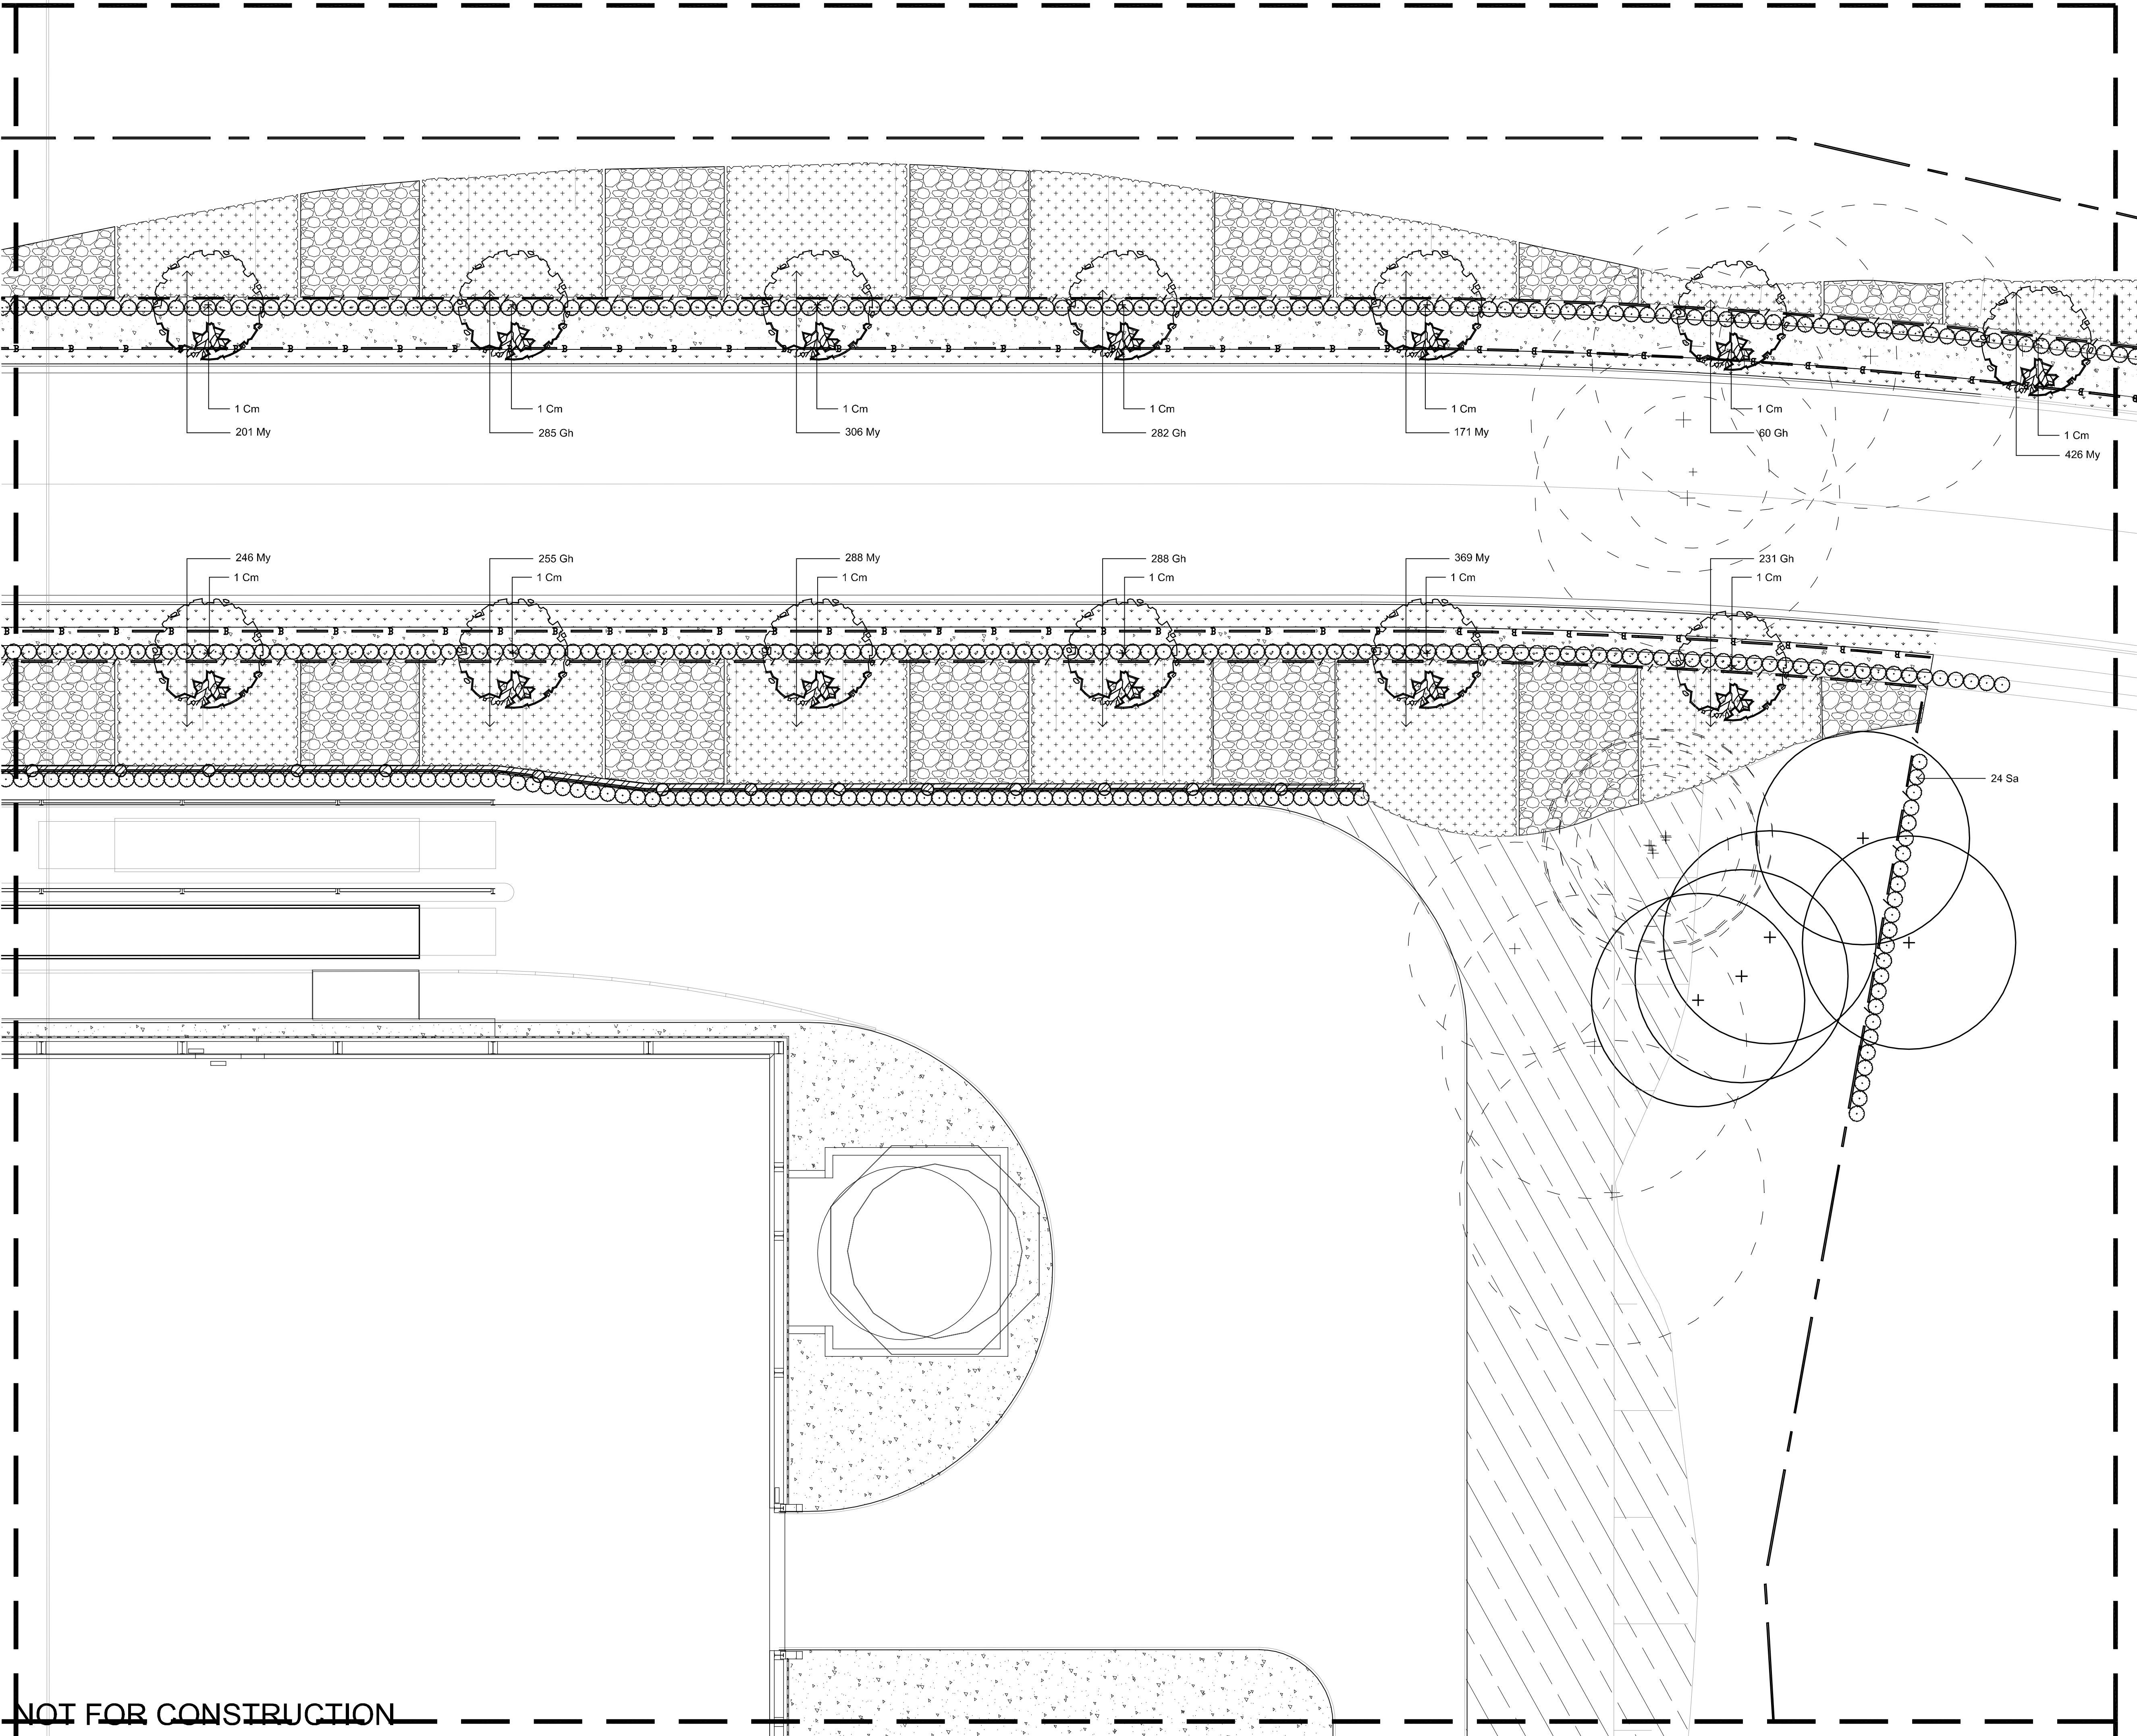 1 Cm
201 My
1 Cm
285 Gh
1 Cm
306 My
1 Cm
282 Gh
1 Cm
171 My
1 Cm
60 Gh
1 Cm
426 My
246 My
1 Cm
255 Gh
1 Cm
288 My
1 Cm
288 Gh
1 Cm
369 My
1 Cm
231 Gh
1 Cm
24 Sa
NOT FOR CONSTRUCTION